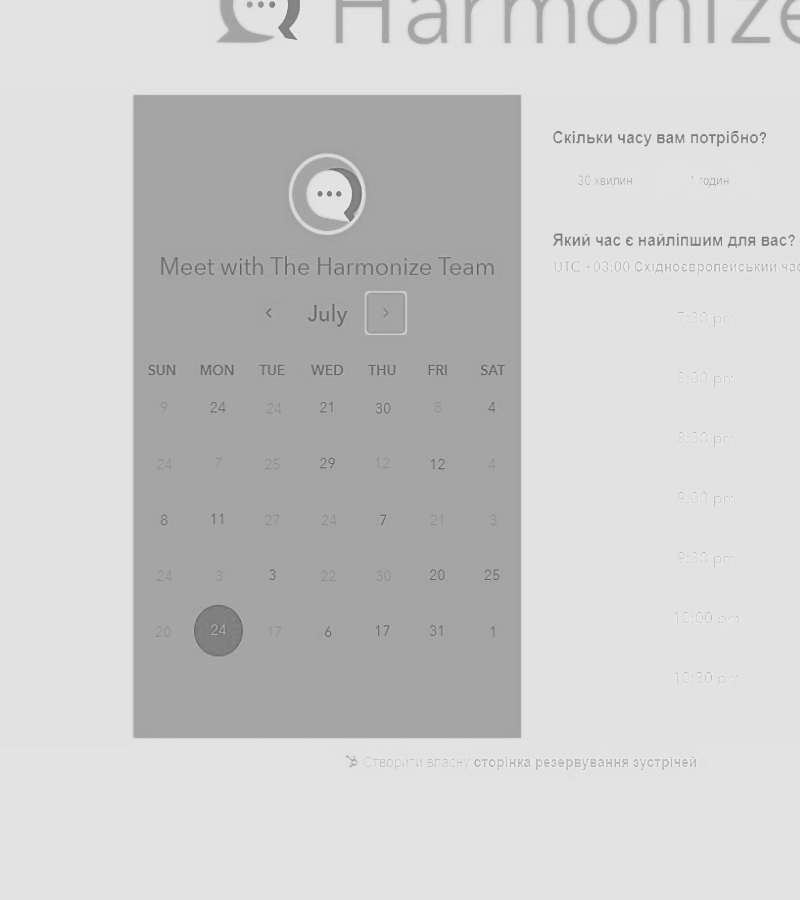 Harmonize
Скільки часу вам потрібно?
30 хвилин 1 годин
Який час є найліпшим для вас?
UTC +03:00 Східноєвропейський час
Meet with The Harmonize Team
July
SUN MON TUE WED THU FRI SAT
9 24 24 21 30 8 4
24 7 25 29 12 12 4
8 11 27 24 7 21 3
24 3 3 22 30 20 25
20 24 17 6 17 31 1
7:30 pm
8:00 pm
8:30 pm
9:00 pm
9:30 pm
10:00 pm
10:30 pm
Створити власну сторінка резервування зустрічей